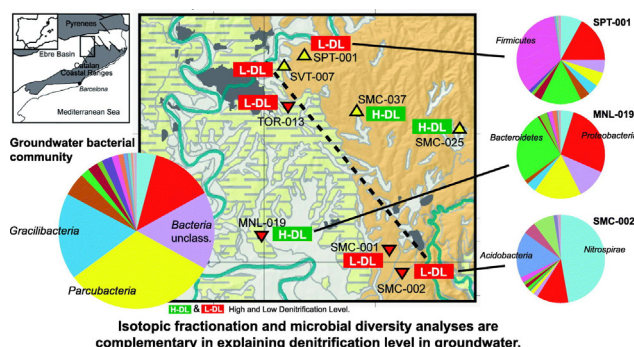 Pyrenees
Ebre Basin
Catalan
Coastal Ranges
Barcelona
Mediterranean Sea
Groundwater bacterial
community
Gracilibacteria
Bacteria
unclass.
Parcubacteria
L-DL
SPT-001
L-DL
SVT-007
L-DL
TOR-013
SMC-037
H-DL
H-DL
SMC-025
MNL-019
H-DL
SMC-001
L-DL
L-DL
SMC-002
SPT-001
Firmicutes
MNL-019
Bacteroidetes
Proteobacteria
SMC-002
Acidobacteria
Nitrospirae
H-DL & L-DL High and Low Denitrification Level.
Isotopic fractionation and microbial diversity analyses are
complementary in explaining denitrification level in groundwater.